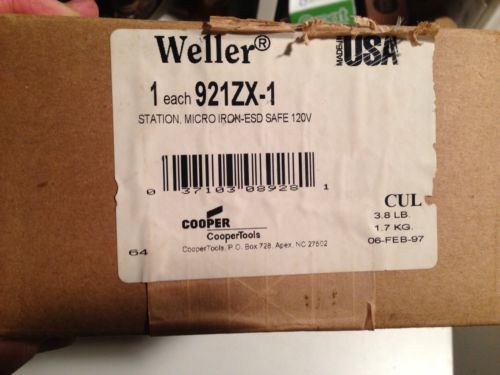 Weller®
MADE IN
USA
1 each 921ZX-1
STATION, MICRO IRON-ESD SAFE 120V
0 37103 08928 1
COOPER
CooperTools
CooperTools/P.O. Box 728, Apex, NC 27502
64
CUL
3.8 LB.
1.7 KG.
06-FEB-97